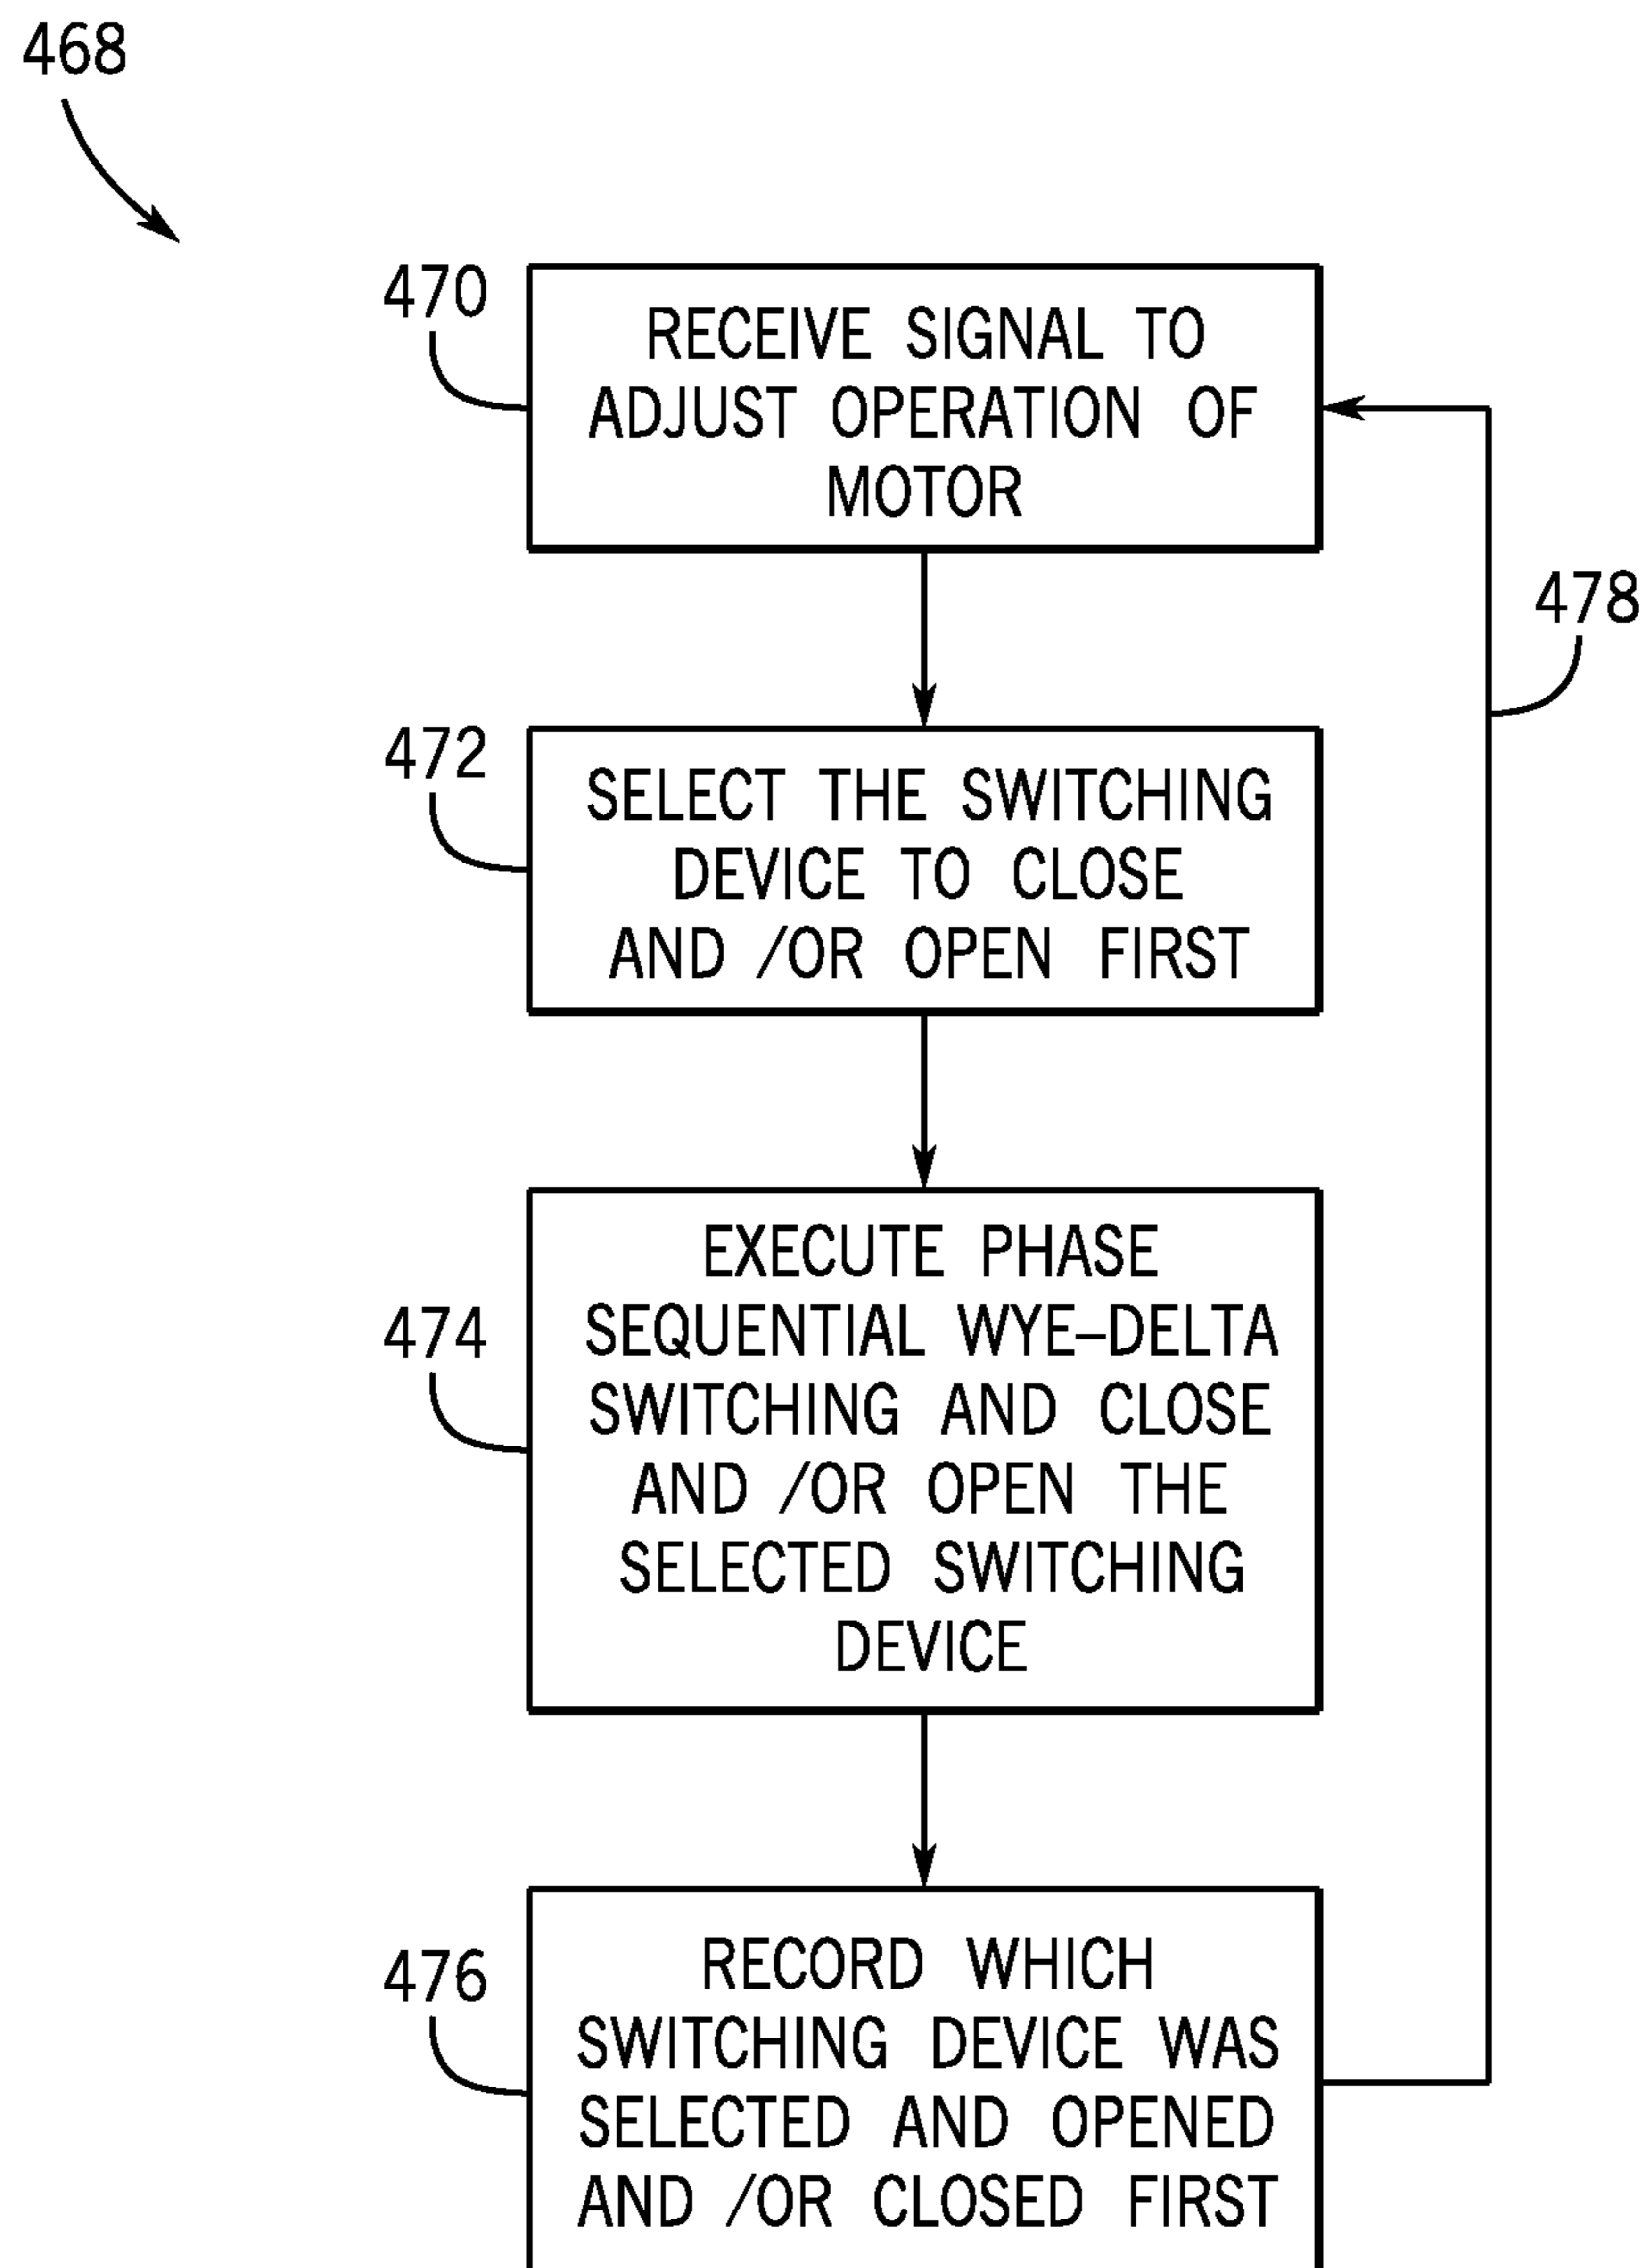 468
470
RECEIVE SIGNAL TO
ADJUST OPERATION OF
MOTOR
478
472
SELECT THE SWITCHING
DEVICE TO CLOSE
AND /OR OPEN FIRST
474
EXECUTE PHASE
SEQUENTIAL WYE–DELTA
SWITCHING AND CLOSE
AND /OR OPEN THE
SELECTED SWITCHING
DEVICE
476
RECORD WHICH
SWITCHING DEVICE WAS
SELECTED AND OPENED
AND /OR CLOSED FIRST